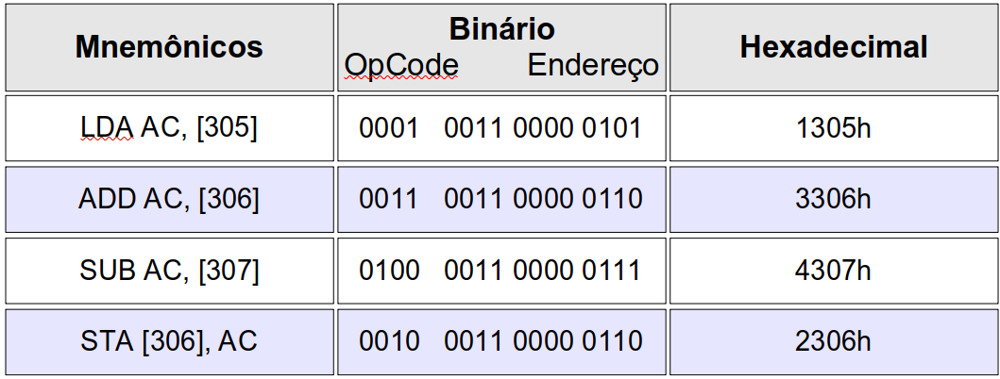 Mnemônicos Binário Hexadecimal
OpCode Endereço
LDA AC, [305] 0001 0011 0000 0101 1305h
ADD AC, [306] 0011 0011 0000 0110 3306h
SUB AC, [307] 0100 0011 0000 0111 4307h
STA [306], AC 0010 0011 0000 0110 2306h